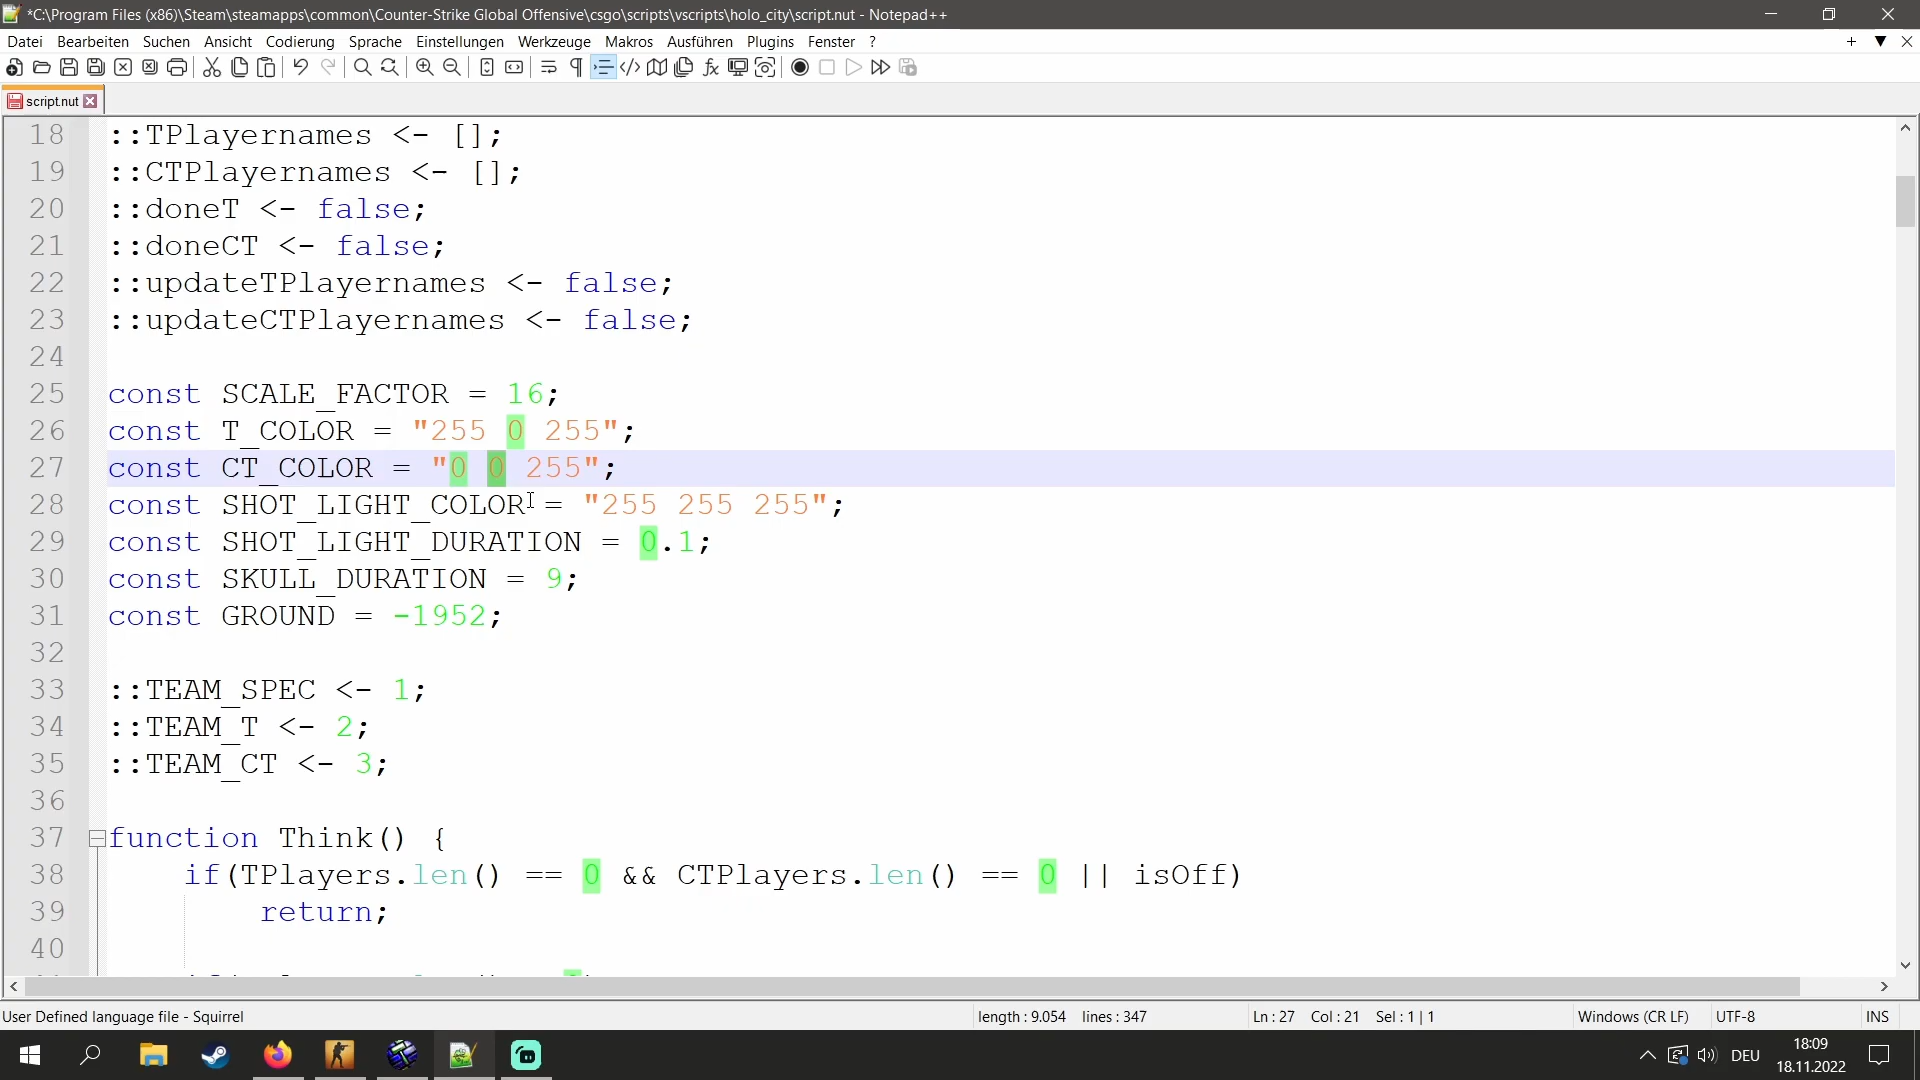 *C:\Program Files (x86)\Steam\steamapps\common\Counter-Strike Global Offensive\csgo\scripts\vscripts\holo_city\script.nut - Notepad++
Datei Bearbeiten Suchen Ansicht Codierung Sprache Einstellungen Werkzeuge Makros Ausführen Plugins Fenster ?
script.nut
18 ::TPlayernames <- [];
19 ::CTPlayernames <- [];
20 ::doneT <- false;
21 ::doneCT <- false;
22 ::updateTPlayernames <- false;
23 ::updateCTPlayernames <- false;
24
25 const SCALE_FACTOR = 16;
26 const T_COLOR = "255 0 255";
27 const CT_COLOR = "0 0 255";
28 const SHOT_LIGHT_COLOR = "255 255 255";
29 const SHOT_LIGHT_DURATION = 0.1;
30 const SKULL_DURATION = 9;
31 const GROUND = -1952;
32
33 ::TEAM_SPEC <- 1;
34 ::TEAM_T <- 2;
35 ::TEAM_CT <- 3;
36
37 function Think() {
38 if(TPlayers.len() == 0 && CTPlayers.len() == 0 || isOff)
39 return;
40
User Defined language file - Squirrel length : 9.054 lines : 347 Ln : 27 Col : 21 Sel : 1 | 1 Windows (CR LF) UTF-8 INS
DEU 18:09
18.11.2022